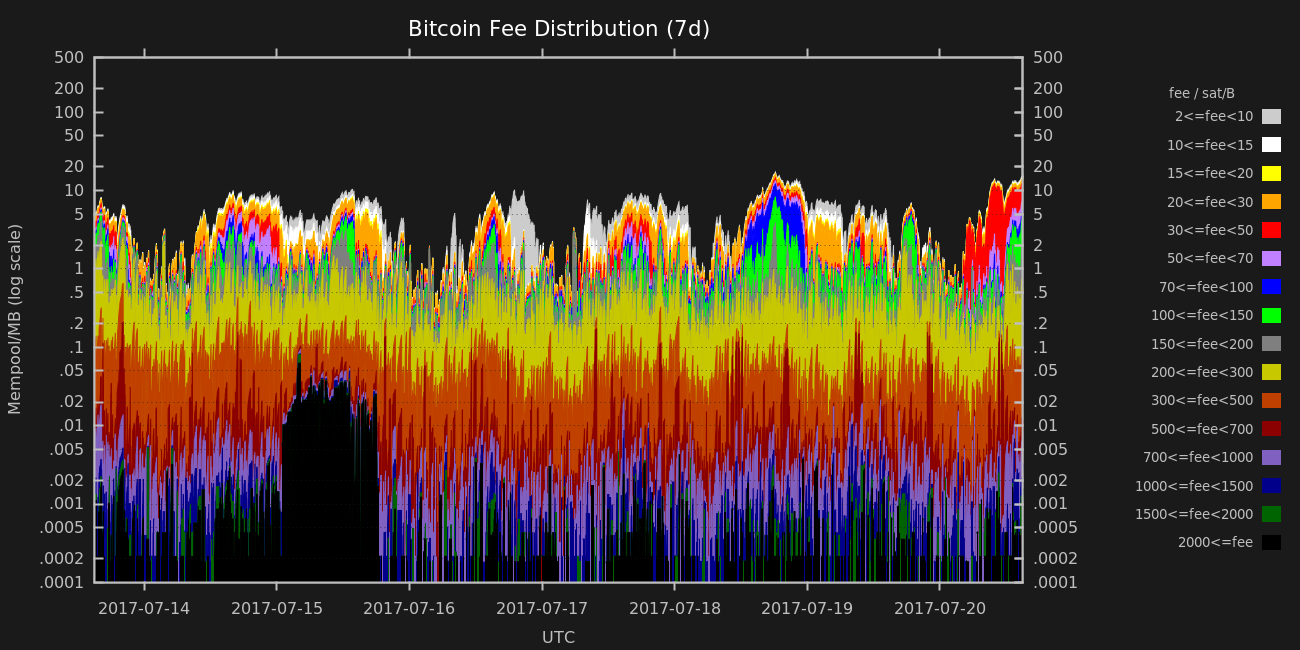 Bitcoin Fee Distribution (7d)
500
200
100
50
20
10
5
2
1
.5
.2
.1
.05
.02
.01
.005
.002
.001
.0005
.0002
.0001
Mempool/MB (log scale)
500
200
100
50
20
10
5
2
1
.5
.2
.1
.05
.02
.01
.005
.002
.001
.0005
.0002
.0001
2017-07-14 2017-07-15 2017-07-16 2017-07-17 2017-07-18 2017-07-19 2017-07-20
UTC
fee / sat/B
2<=fee<10
10<=fee<15
15<=fee<20
20<=fee<30
30<=fee<50
50<=fee<70
70<=fee<100
100<=fee<150
150<=fee<200
200<=fee<300
300<=fee<500
500<=fee<700
700<=fee<1000
1000<=fee<1500
1500<=fee<2000
2000<=fee